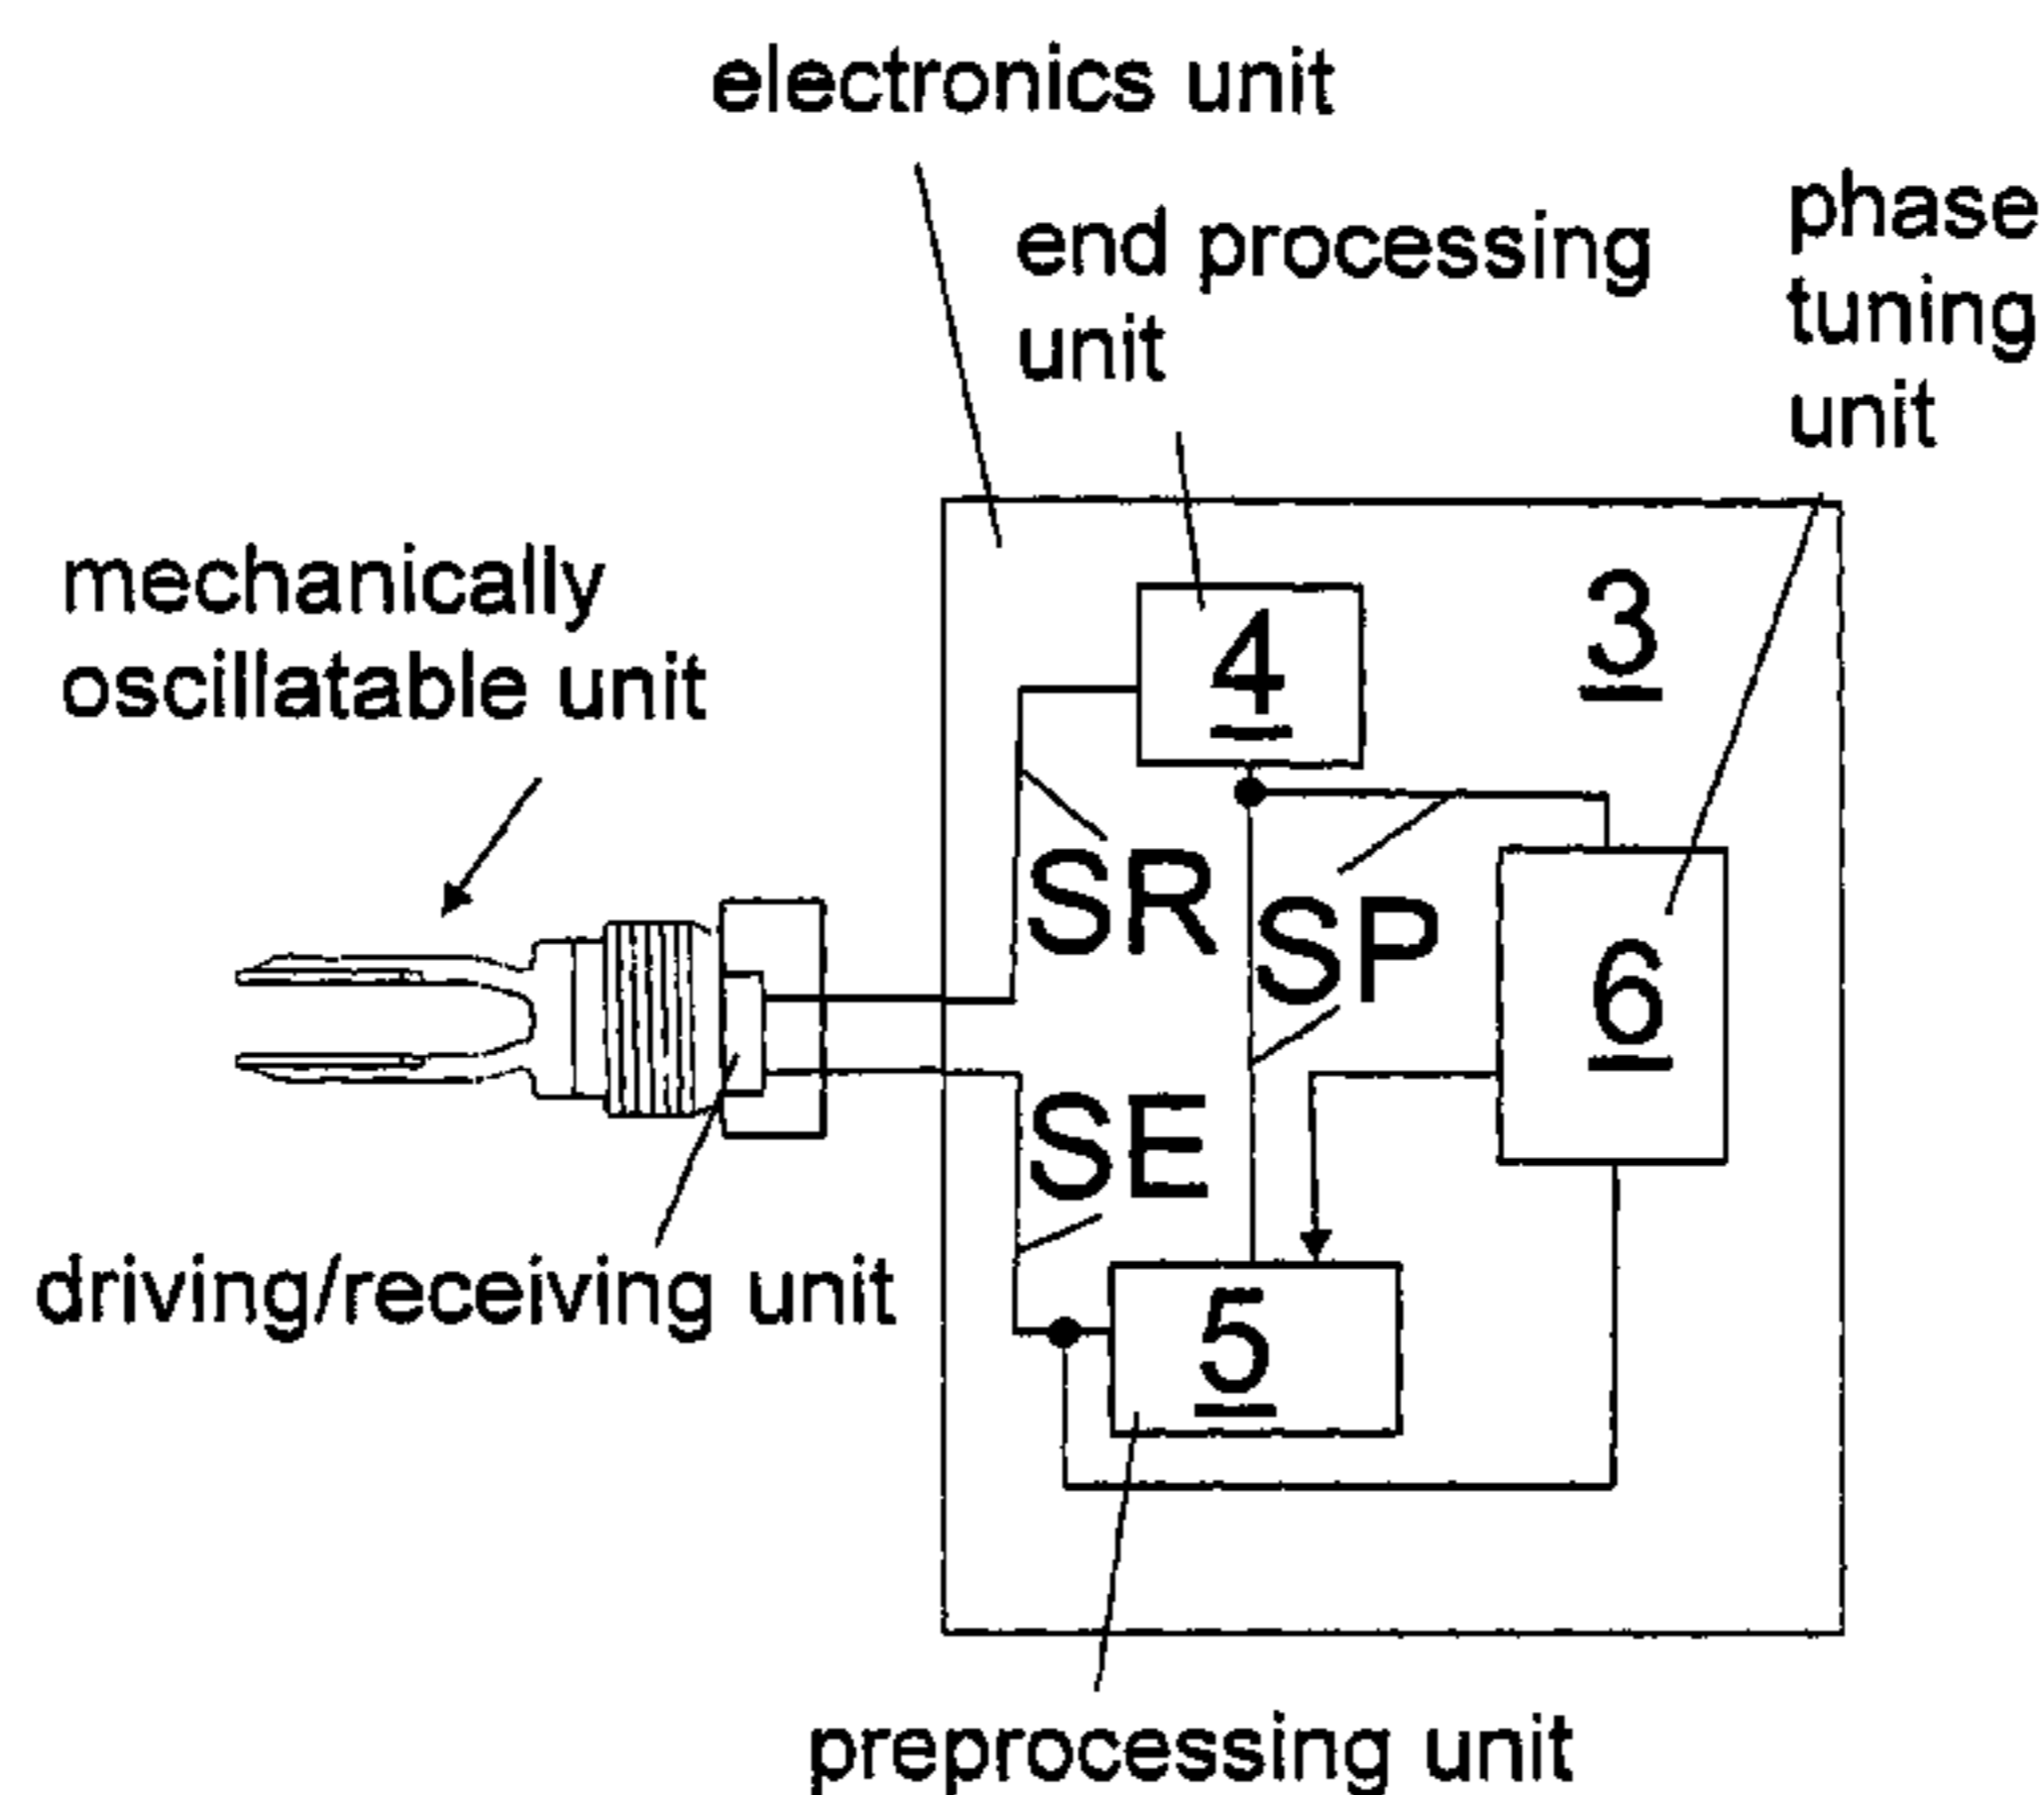 electronics unit
end processing
unit
phase
tuning
unit
mechanically
oscillatable unit
4
3
SR
SP
6
SE
driving/receiving unit
5
preprocessing unit